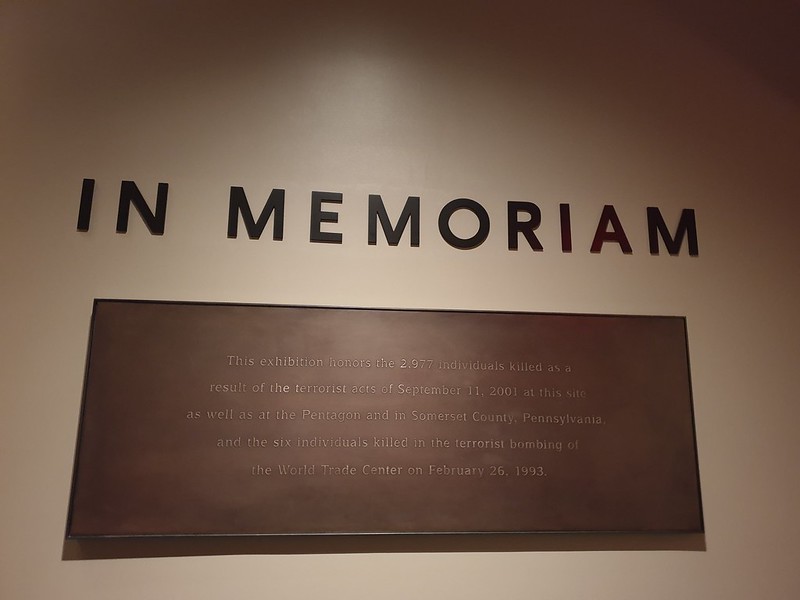 IN MEMORIAM
This exhibition honors the 2,977 individuals killed as a
result of the terrorist acts of September 11, 2001 at this site
as well as at the Pentagon and in Somerset County, Pennsylvania,
and the six individuals killed in the terrorist bombing of
the World Trade Center on February 26, 1993.